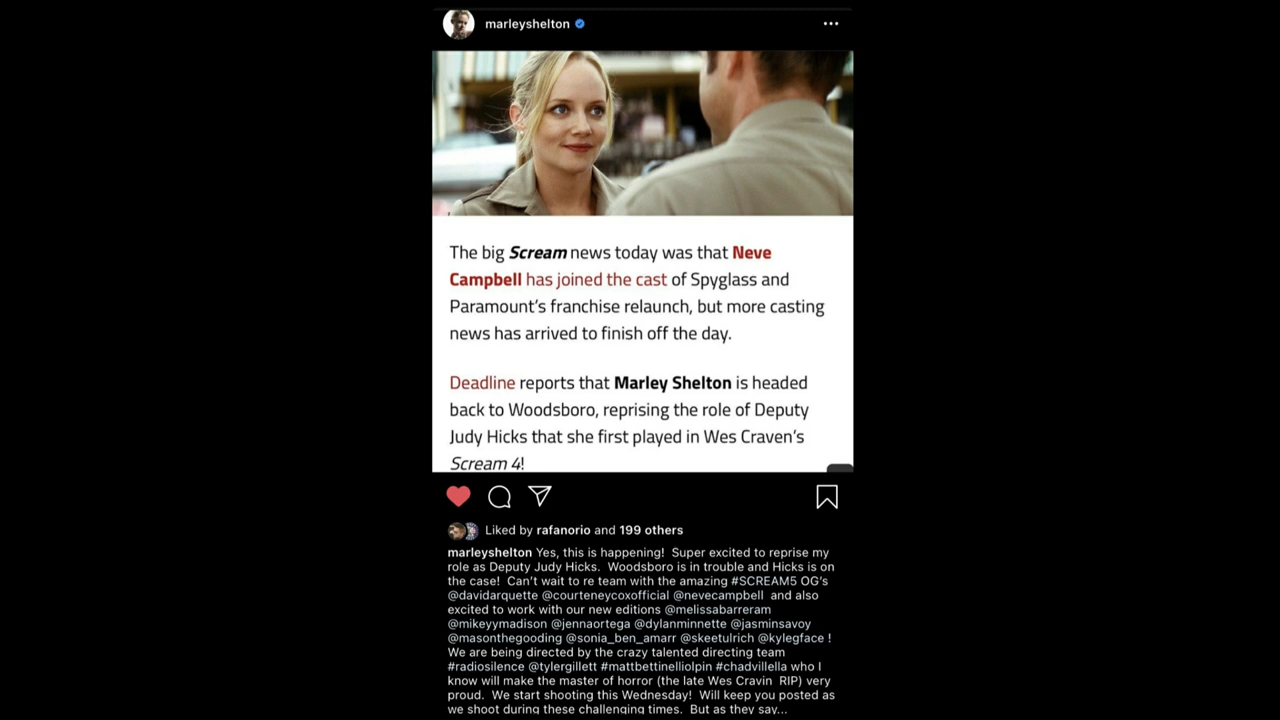 marleyshelton
The big Scream news today was that Neve
Campbell has joined the cast of Spyglass and
Paramount's franchise relaunch, but more casting
news has arrived to finish off the day.
Deadline reports that Marley Shelton is headed
back to Woodsboro, reprising the role of Deputy
Judy Hicks that she first played in Wes Craven's
Scream 4!
Liked by rafanorio and 199 others
marleyshelton Yes, this is happening!  Super excited to reprise my
role as Deputy Judy Hicks.  Woodsboro is in trouble and Hicks is on
the case!  Can't wait to re team with the amazing #SCREAM5 OG's
@davidarquette @courteneycoxofficial @nevecampbell  and also
excited to work with our new editions @melissabarreram
@mikeyymadison @jennaortega @dylanminnette @jasminsavoy
@masonthegooding @sonia_ben_amarr @skeetulrich @kylegface !
We are being directed by the crazy talented directing team
#radiosilence @tylergillett #mattbettinelliolpin #chadvillella who I
know will make the master of horror (the late Wes Cravin  RIP) very
proud.  We start shooting this Wednesday!  Will keep you posted as
we shoot during these challenging times.  But as they say...